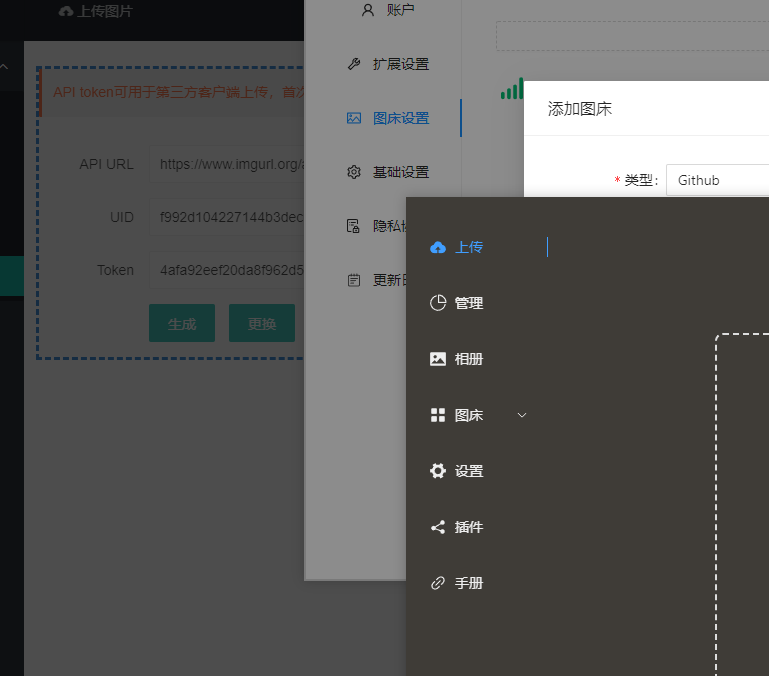 上传图片
API token可用于第三方客户端上传，首次
API URL
https://www.imgurl.org/a
UID
f992d104227144b3dec
Token
4afa92eef20da8f962d5
生成
更换
账户
扩展设置
图床设置
基础设置
隐私
更新
添加图床
* 类型:
Github
上传
管理
相册
图床
设置
插件
手册